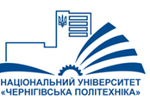 НАЦІОНАЛЬНИЙ УНІВЕРСИТЕТ
«ЧЕРНІГІВСЬКА ПОЛІТЕХНІКА»